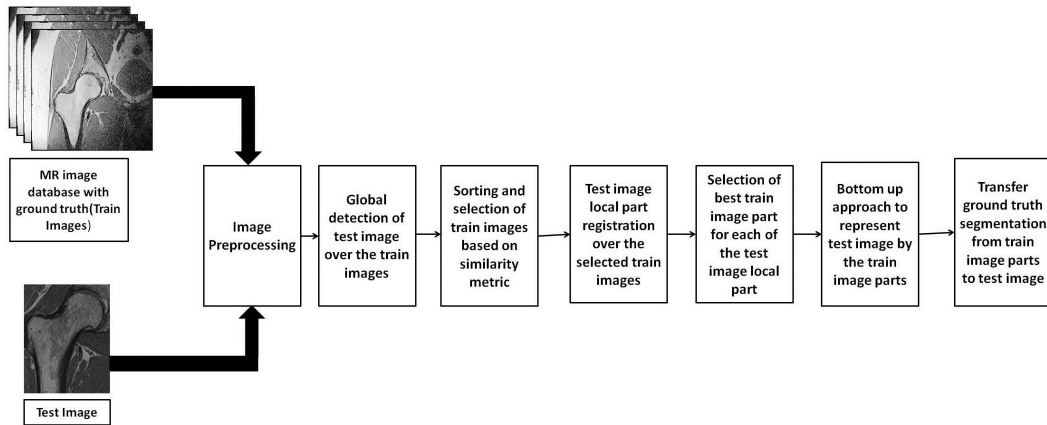 MR image
database with
ground truth(Train
Images)
Test Image
Image
Preprocessing
Global
detection of
test image
over the train
images
Sorting and
selection of
train images
based on
similarity
metric
Test image
local part
registration
over the
selected train
images
Selection of
best train
image part
for each of
the test
image local
part
Bottom up
approach to
represent
test image by
the train
image parts
Transfer
ground truth
segmentation
from train
image parts
to test image